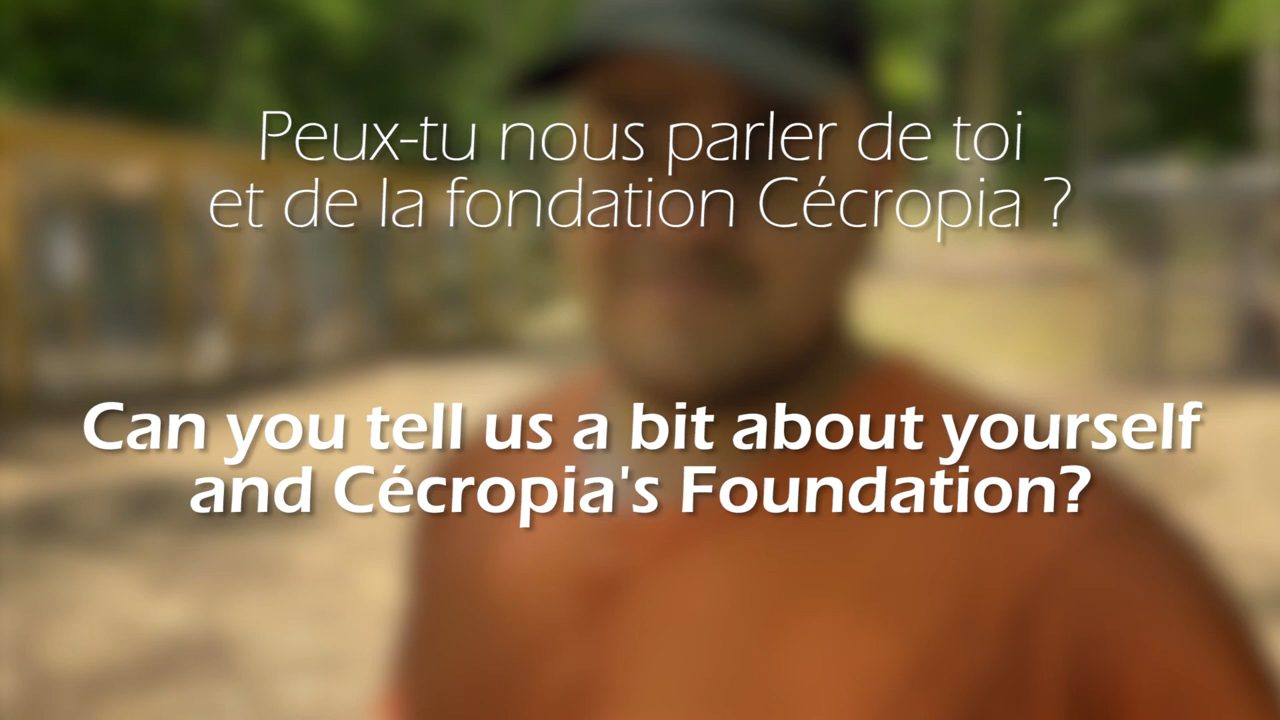 Peux-tu nous parler de toi
et de la fondation Cécropia ?
Can you tell us a bit about yourself
and Cécropia's Foundation?